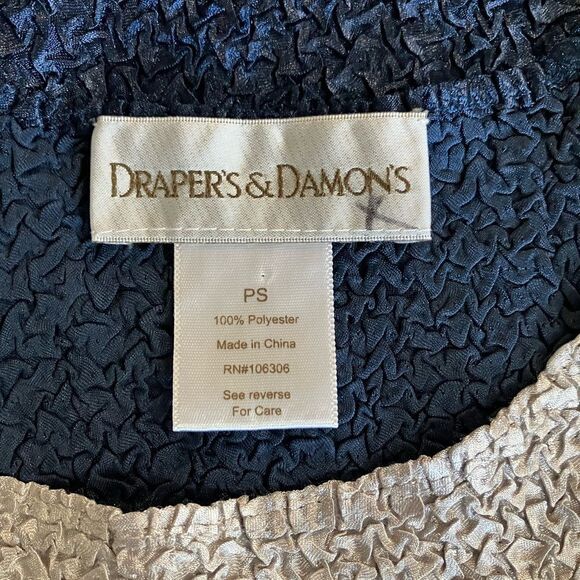 DRAPER'S & DAMON'S
PS
100% Polyester
Made in China
RN#106306
See reverse
For Care